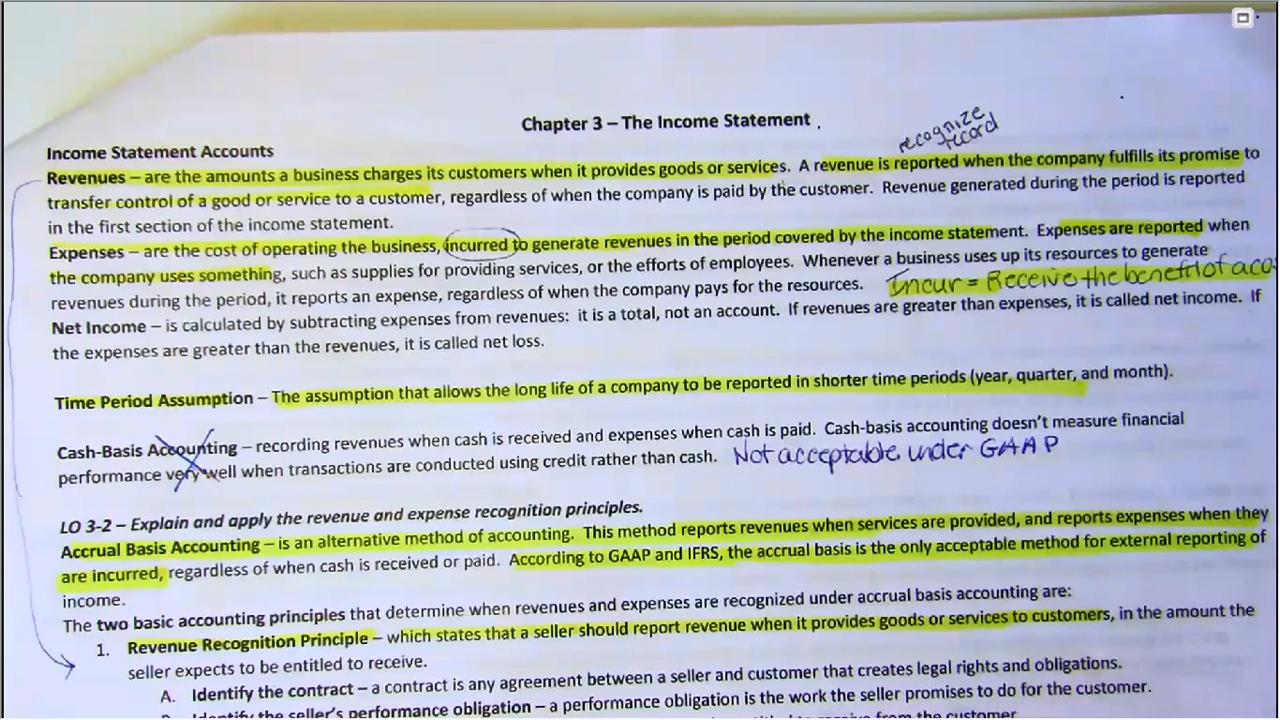 Chapter 3 – The Income Statement
recognize
record
Income Statement Accounts
Revenues – are the amounts a business charges its customers when it provides goods or services. A revenue is reported when the company fulfills its promise to
transfer control of a good or service to a customer, regardless of when the company is paid by the customer. Revenue generated during the period is reported
in the first section of the income statement.
Expenses – are the cost of operating the business, incurred to generate revenues in the period covered by the income statement. Expenses are reported when
the company uses something, such as supplies for providing services, or the efforts of employees. Whenever a business uses up its resources to generate
revenues during the period, it reports an expense, regardless of when the company pays for the resources.
Incur = Receive the benefit of a
Net Income – is calculated by subtracting expenses from revenues: it is a total, not an account. If revenues are greater than expenses, it is called net income. If
the expenses are greater than the revenues, it is called net loss.
Time Period Assumption – The assumption that allows the long life of a company to be reported in shorter time periods (year, quarter, and month).
Cash-Basis Accounting – recording revenues when cash is received and expenses when cash is paid. Cash-basis accounting doesn't measure financial
performance very well when transactions are conducted using credit rather than cash.
Not acceptable under GAAP
LO 3-2 – Explain and apply the revenue and expense recognition principles.
Accrual Basis Accounting – is an alternative method of accounting. This method reports revenues when services are provided, and reports expenses when they
are incurred, regardless of when cash is received or paid. According to GAAP and IFRS, the accrual basis is the only acceptable method for external reporting of
income.
The two basic accounting principles that determine when revenues and expenses are recognized under accrual basis accounting are:
1. Revenue Recognition Principle – which states that a seller should report revenue when it provides goods or services to customers, in the amount the
seller expects to be entitled to receive.
A. Identify the contract – a contract is any agreement between a seller and customer that creates legal rights and obligations.
Identify the seller's performance obligation – a performance obligation is the work the seller promises to do for the customer.
from the customer